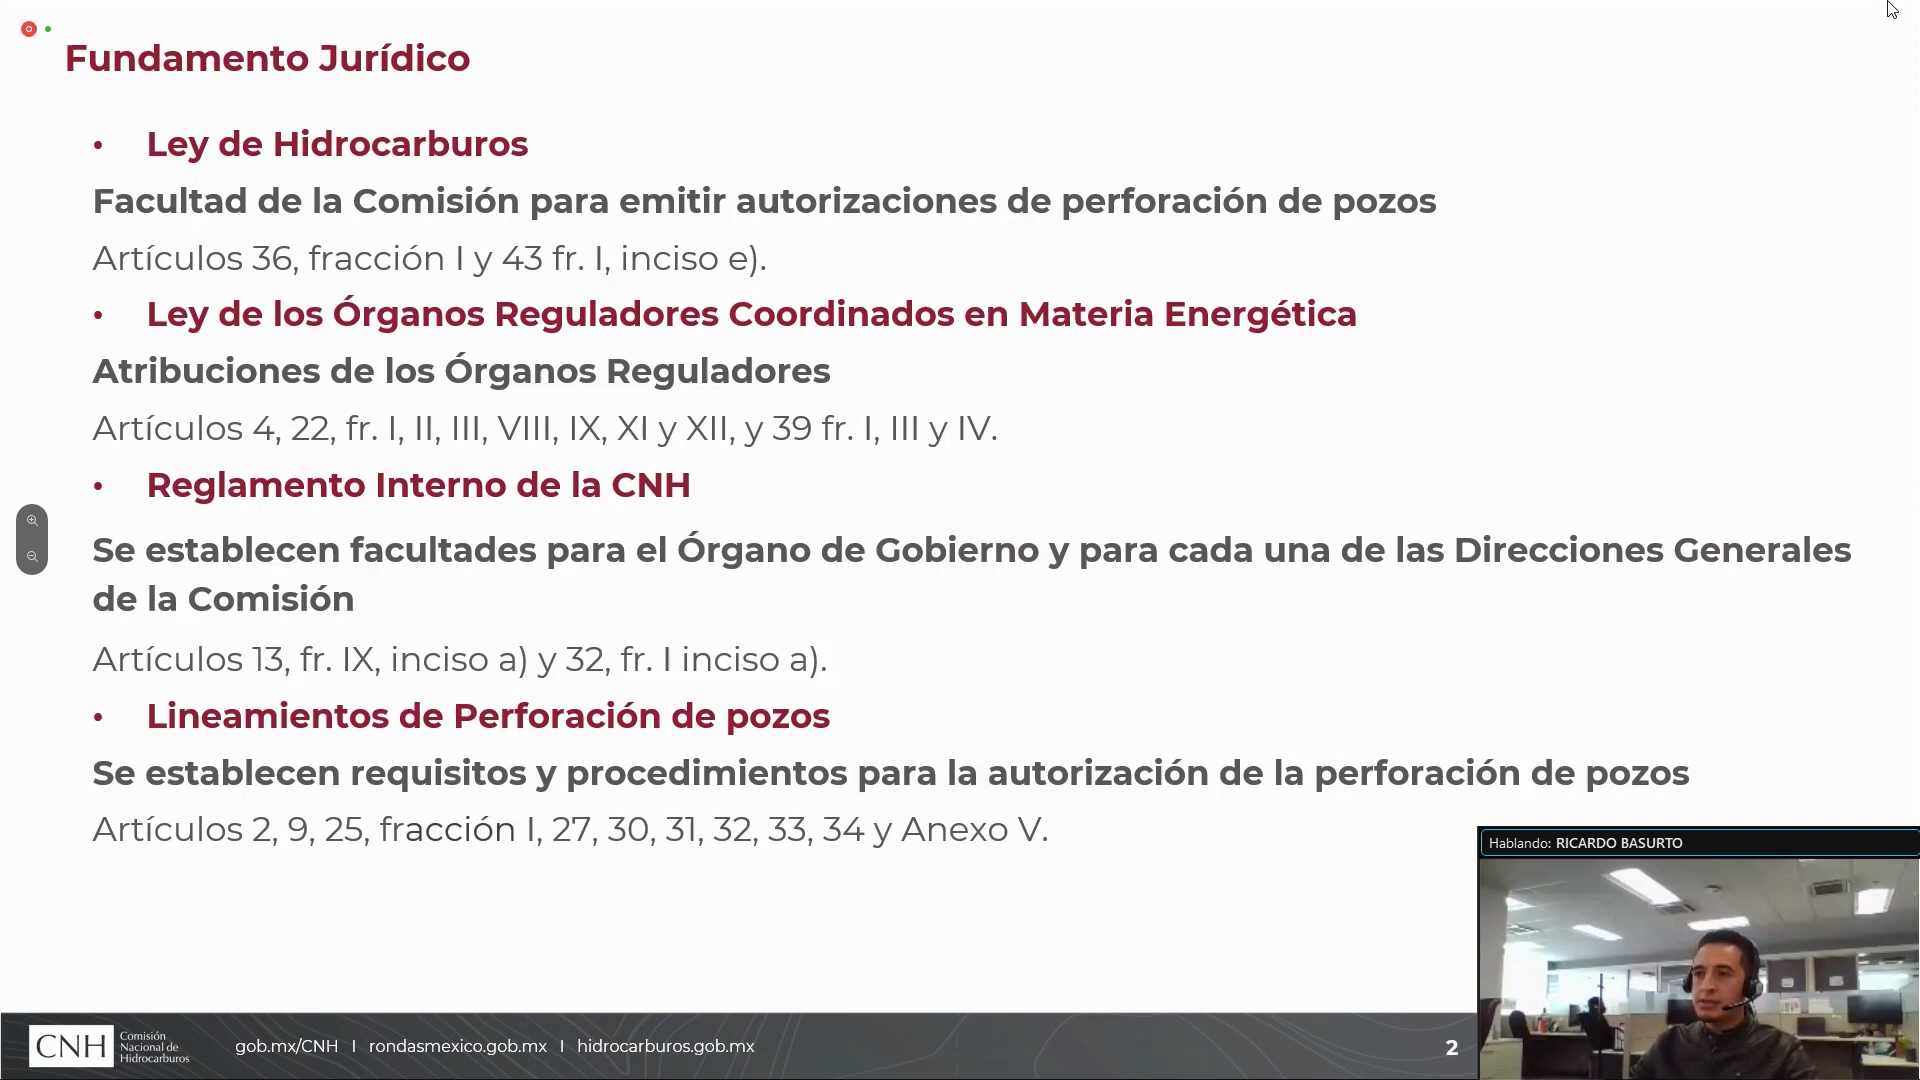 Fundamento Jurídico
• Ley de Hidrocarburos
Facultad de la Comisión para emitir autorizaciones de perforación de pozos
Artículos 36, fracción I y 43 fr. I, inciso e).
• Ley de los Órganos Reguladores Coordinados en Materia Energética
Atribuciones de los Órganos Reguladores
Artículos 4, 22, fr. I, II, III, VIII, IX, XI y XII, y 39 fr. I, III y IV.
• Reglamento Interno de la CNH
Se establecen facultades para el Órgano de Gobierno y para cada una de las Direcciones Generales
de la Comisión
Artículos 13, fr. IX, inciso a) y 32, fr. I inciso a).
• Lineamientos de Perforación de pozos
Se establecen requisitos y procedimientos para la autorización de la perforación de pozos
Artículos 2, 9, 25, fracción I, 27, 30, 31, 32, 33, 34 y Anexo V.
Hablando: RICARDO BASURTO
CNH
Comisión
Nacional de
Hidrocarburos
gob.mx/CNH I rondasmexico.gob.mx I hidrocarburos.gob.mx
2